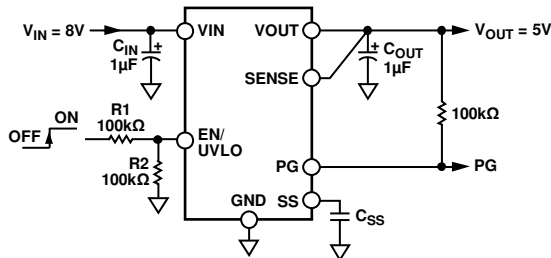 VIN = 8V
CIN
1µF
+
VIN
VOUT
SENSE
COUT
1µF
+
VOUT = 5V
ON
OFF
R1
100kΩ
R2
100kΩ
EN/
UVLO
100kΩ
PG
PG
GND
SS
CSS